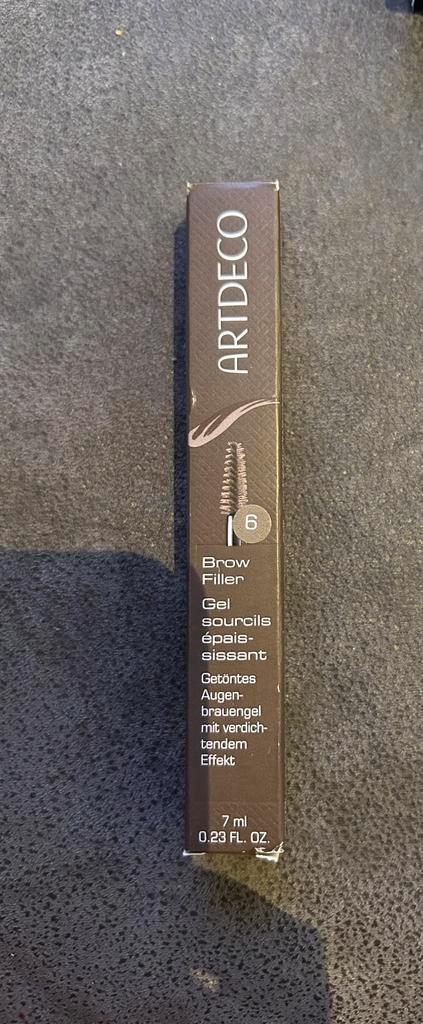 ARTDECO
6
Brow
Filler
Gel
sourcils
épais-
sissant
Getöntes
Augen-
brauengel
mit verdich-
tendem
Effekt
7 ml
0.23 FL. OZ.